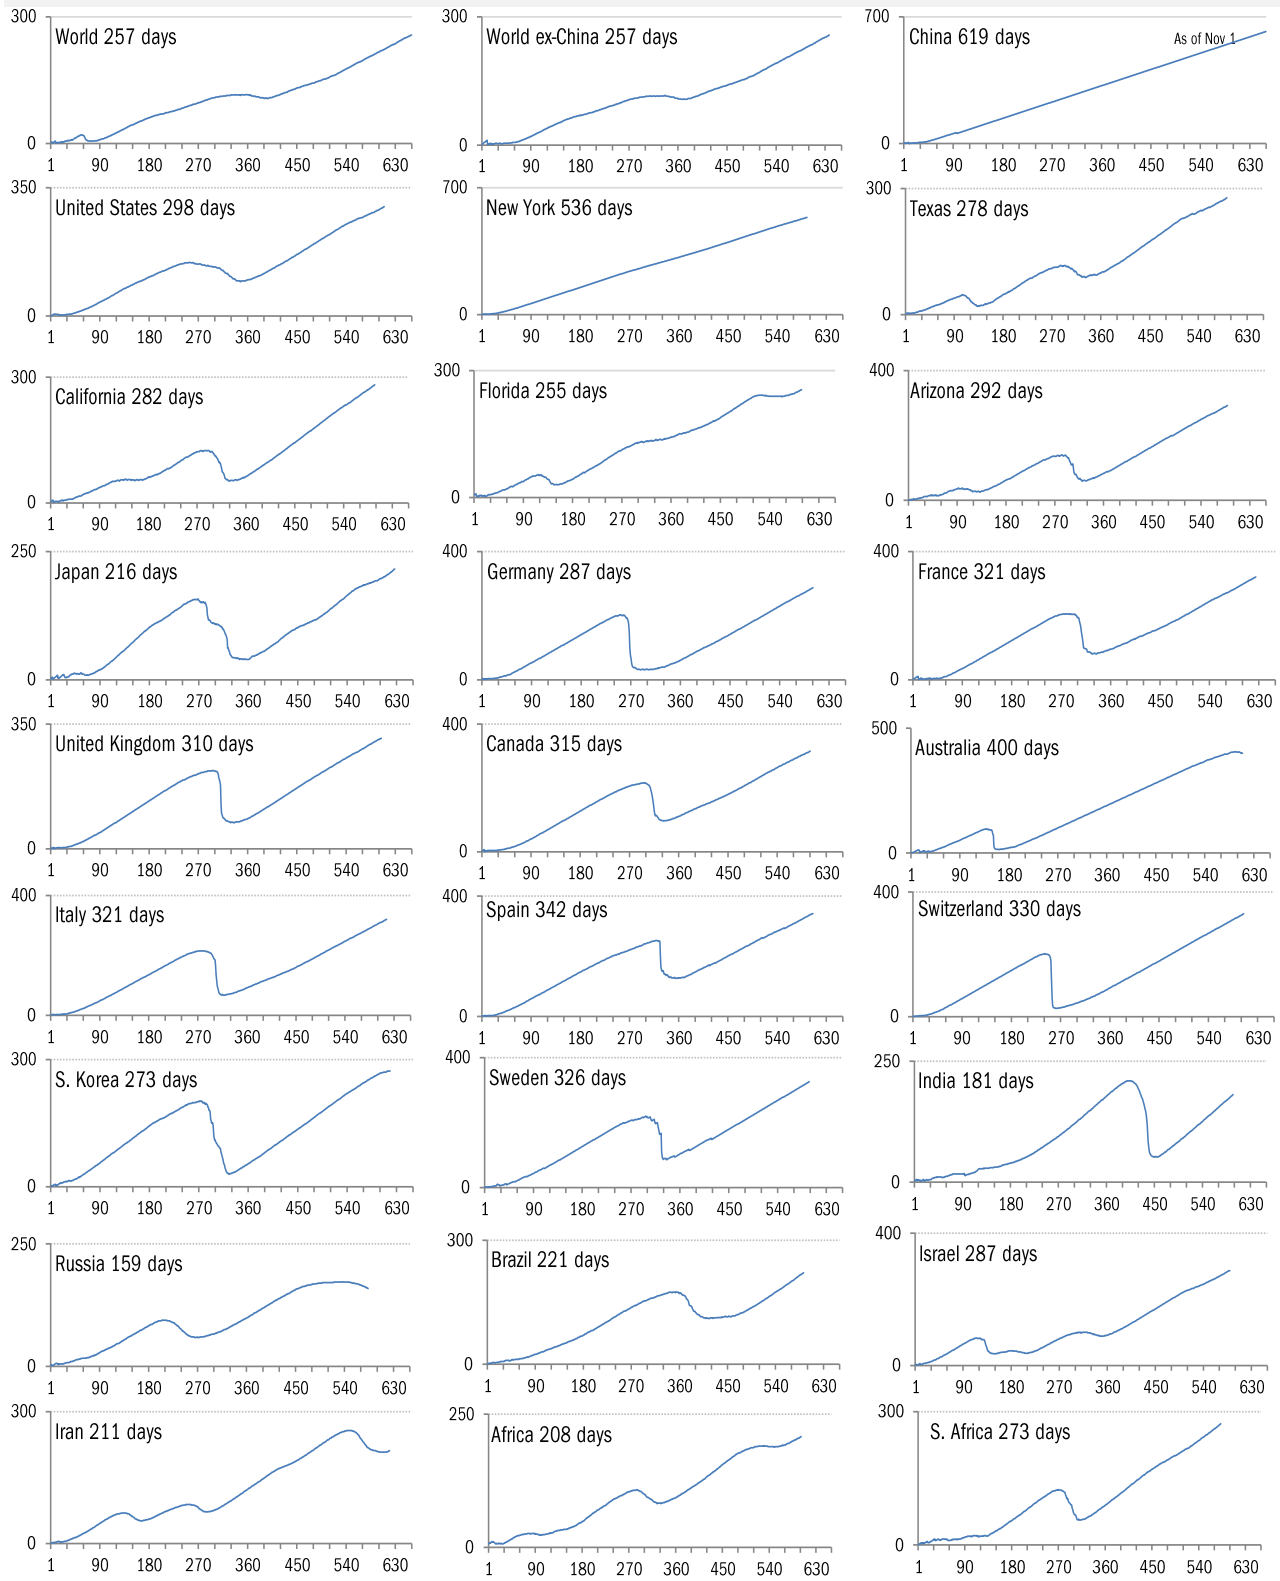 300
World 257 days
0
1 90 180 270 360 450 540 630
300
World ex-China 257 days
0
1 90 180 270 360 450 540 630
700
China 619 days
As of Nov 1
0
1 90 180 270 360 450 540 630
350
United States 298 days
0
1 90 180 270 360 450 540 630
700
New York 536 days
0
1 90 180 270 360 450 540 630
300
Texas 278 days
0
1 90 180 270 360 450 540 630
300
California 282 days
0
1 90 180 270 360 450 540 630
300
Florida 255 days
0
1 90 180 270 360 450 540 630
400
Arizona 292 days
0
1 90 180 270 360 450 540 630
250
Japan 216 days
0
1 90 180 270 360 450 540 630
400
Germany 287 days
0
1 90 180 270 360 450 540 630
400
France 321 days
0
1 90 180 270 360 450 540 630
350
United Kingdom 310 days
0
1 90 180 270 360 450 540 630
400
Canada 315 days
0
1 90 180 270 360 450 540 630
500
Australia 400 days
0
1 90 180 270 360 450 540 630
400
Italy 321 days
0
1 90 180 270 360 450 540 630
400
Spain 342 days
0
1 90 180 270 360 450 540 630
400
Switzerland 330 days
0
1 90 180 270 360 450 540 630
300
S. Korea 273 days
0
1 90 180 270 360 450 540 630
400
Sweden 326 days
0
1 90 180 270 360 450 540 630
250
India 181 days
0
1 90 180 270 360 450 540 630
250
Russia 159 days
0
1 90 180 270 360 450 540 630
300
Brazil 221 days
0
1 90 180 270 360 450 540 630
400
Israel 287 days
0
1 90 180 270 360 450 540 630
300
Iran 211 days
0
1 90 180 270 360 450 540 630
250
Africa 208 days
0
1 90 180 270 360 450 540 630
300
S. Africa 273 days
0
1 90 180 270 360 450 540 630